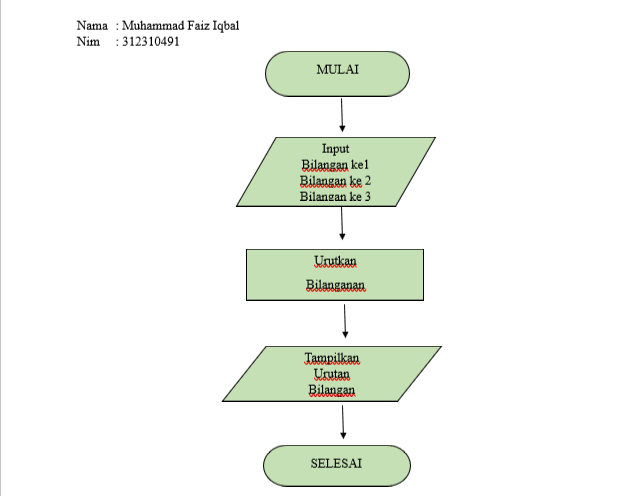 Nama : Muhammad Faiz Iqbal
Nim : 312310491
MULAI
Input
Bilangan ke1
Bilangan ke 2
Bilangan ke 3
Urutkan
Bilanganan
Tampilkan
Urutan
Bilangan
SELESAI